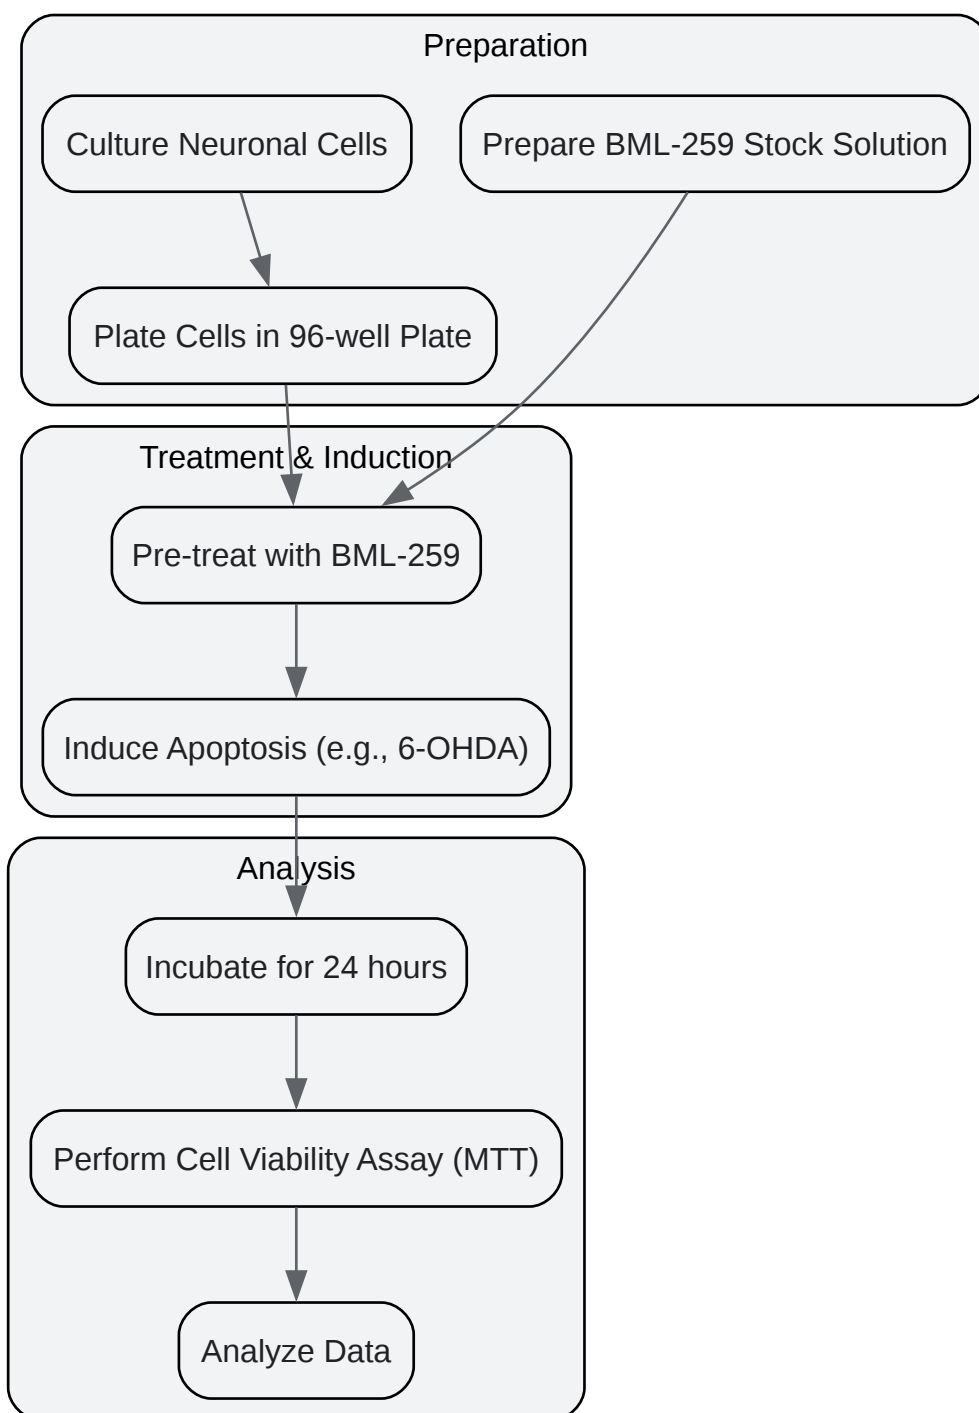 Preparation
Culture Neuronal Cells
Prepare BML-259 Stock Solution
Plate Cells in 96-well Plate
Treatment & Induction
Pre-treat with BML-259
Induce Apoptosis (e.g., 6-OHDA)
Analysis
Incubate for 24 hours
Perform Cell Viability Assay (MTT)
Analyze Data